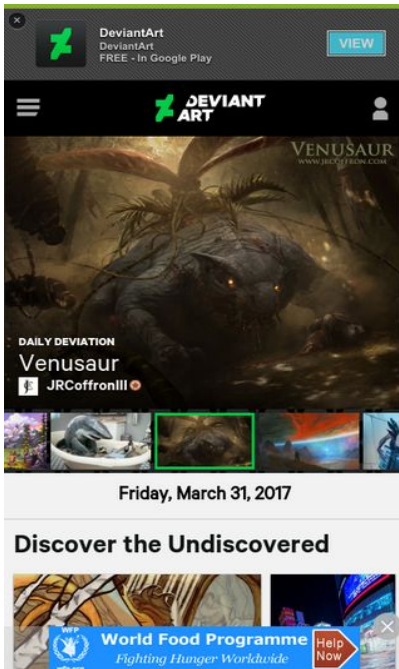 DeviantArt
DeviantArt
FREE - In Google Play
VIEW
DEVIANT
ART
VENUSAUR
WWW.JRCOFFRON.COM
DAILY DEVIATION
Venusaur
JRCoffronIII
Friday, March 31, 2017
Discover the Undiscovered
WFP
World Food Programme
Fighting Hunger Worldwide
Help
Now